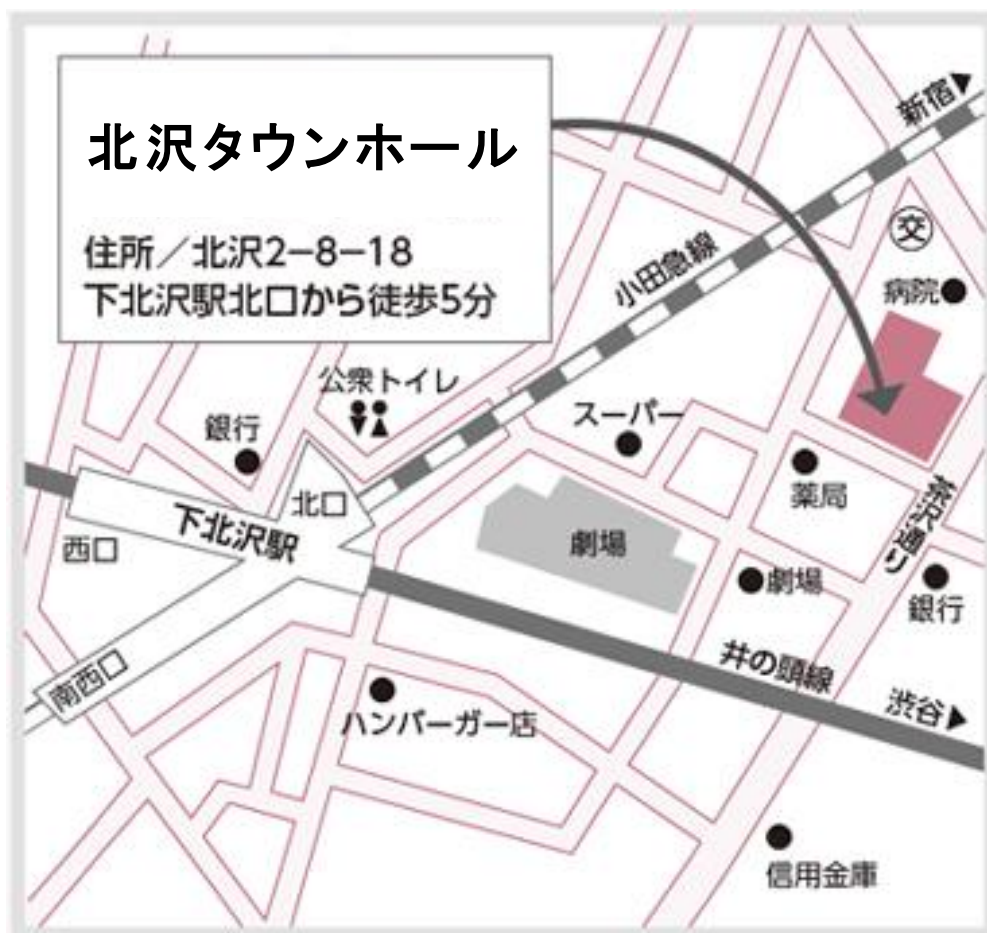 北沢タウンホール
住所／北沢2-8-18
下北沢駅北口から徒歩5分
新宿▶
交
小田急線
病院
公衆トイレ
スーパー
銀行
北口
薬局
下北沢駅
茶沢通り
西口
劇場
劇場
銀行
南西口
井の頭線
渋谷▶
ハンバーガー店
信用金庫